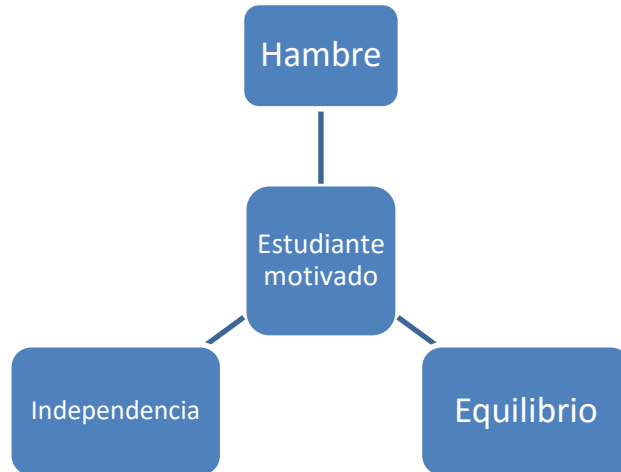 Hambre
Estudiante
motivado
Independencia
Equilibrio